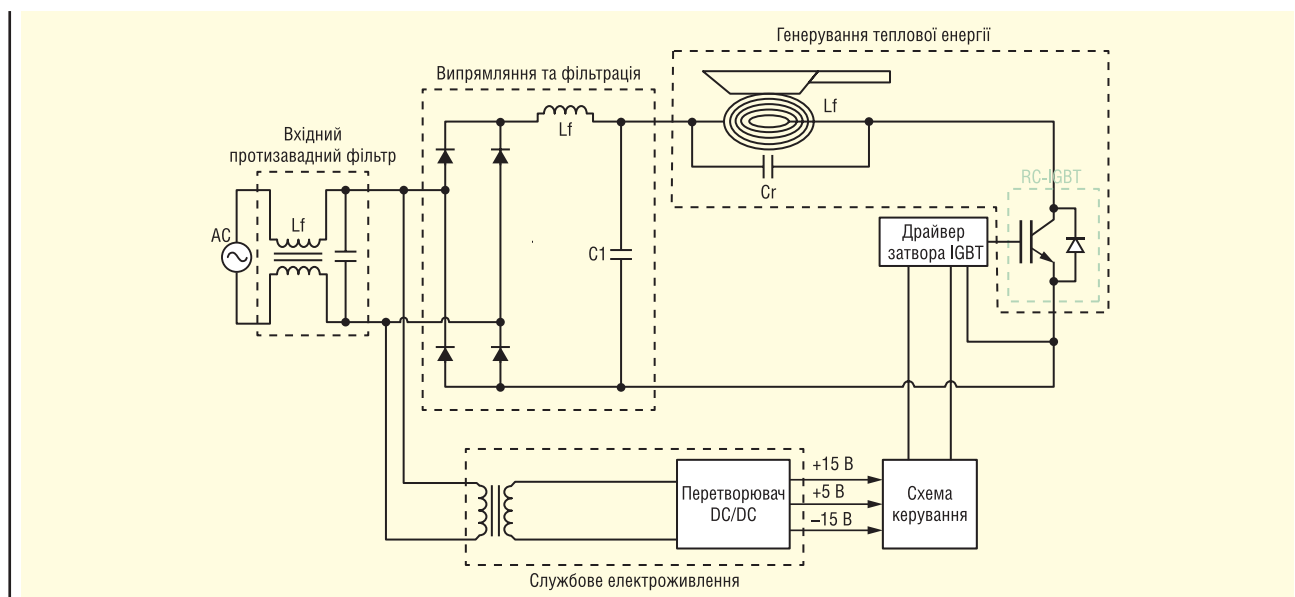 Генерування теплової енергії
Випрямляння та фільтрація
Lf
Lf
Вхідний
протизавадний фільтр
Cr
RC-IGBT
Lf
AC
Драйвер
затвора IGBT
C1
+15 В
Перетворювач
DC/DC
+5 В
Схема
керування
–15 В
Службове електроживлення